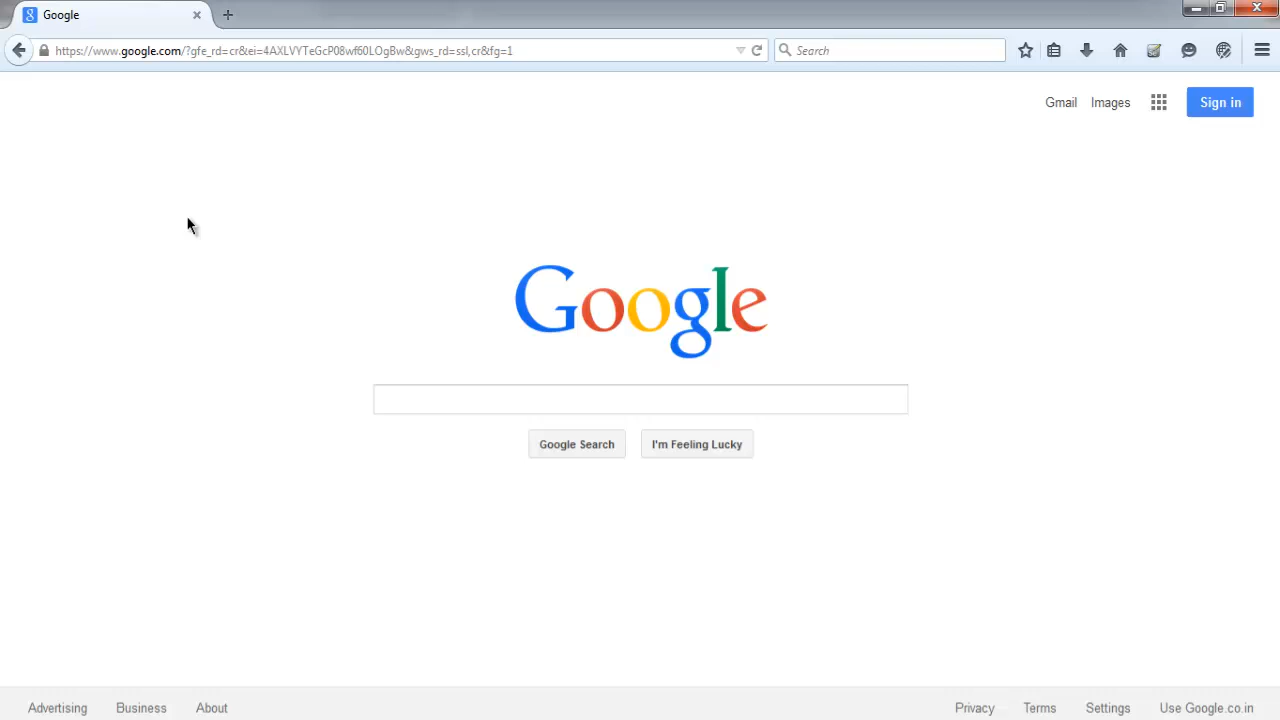 Google
https://www.google.com/?gfe_rd=cr&ei=4AXLVYTeGcP08wf60LOgBw&gws_rd=ssl,cr&fg=1
Search
Gmail Images Sign in
Google
Google Search I'm Feeling Lucky
Advertising Business About Privacy Terms Settings Use Google.co.in